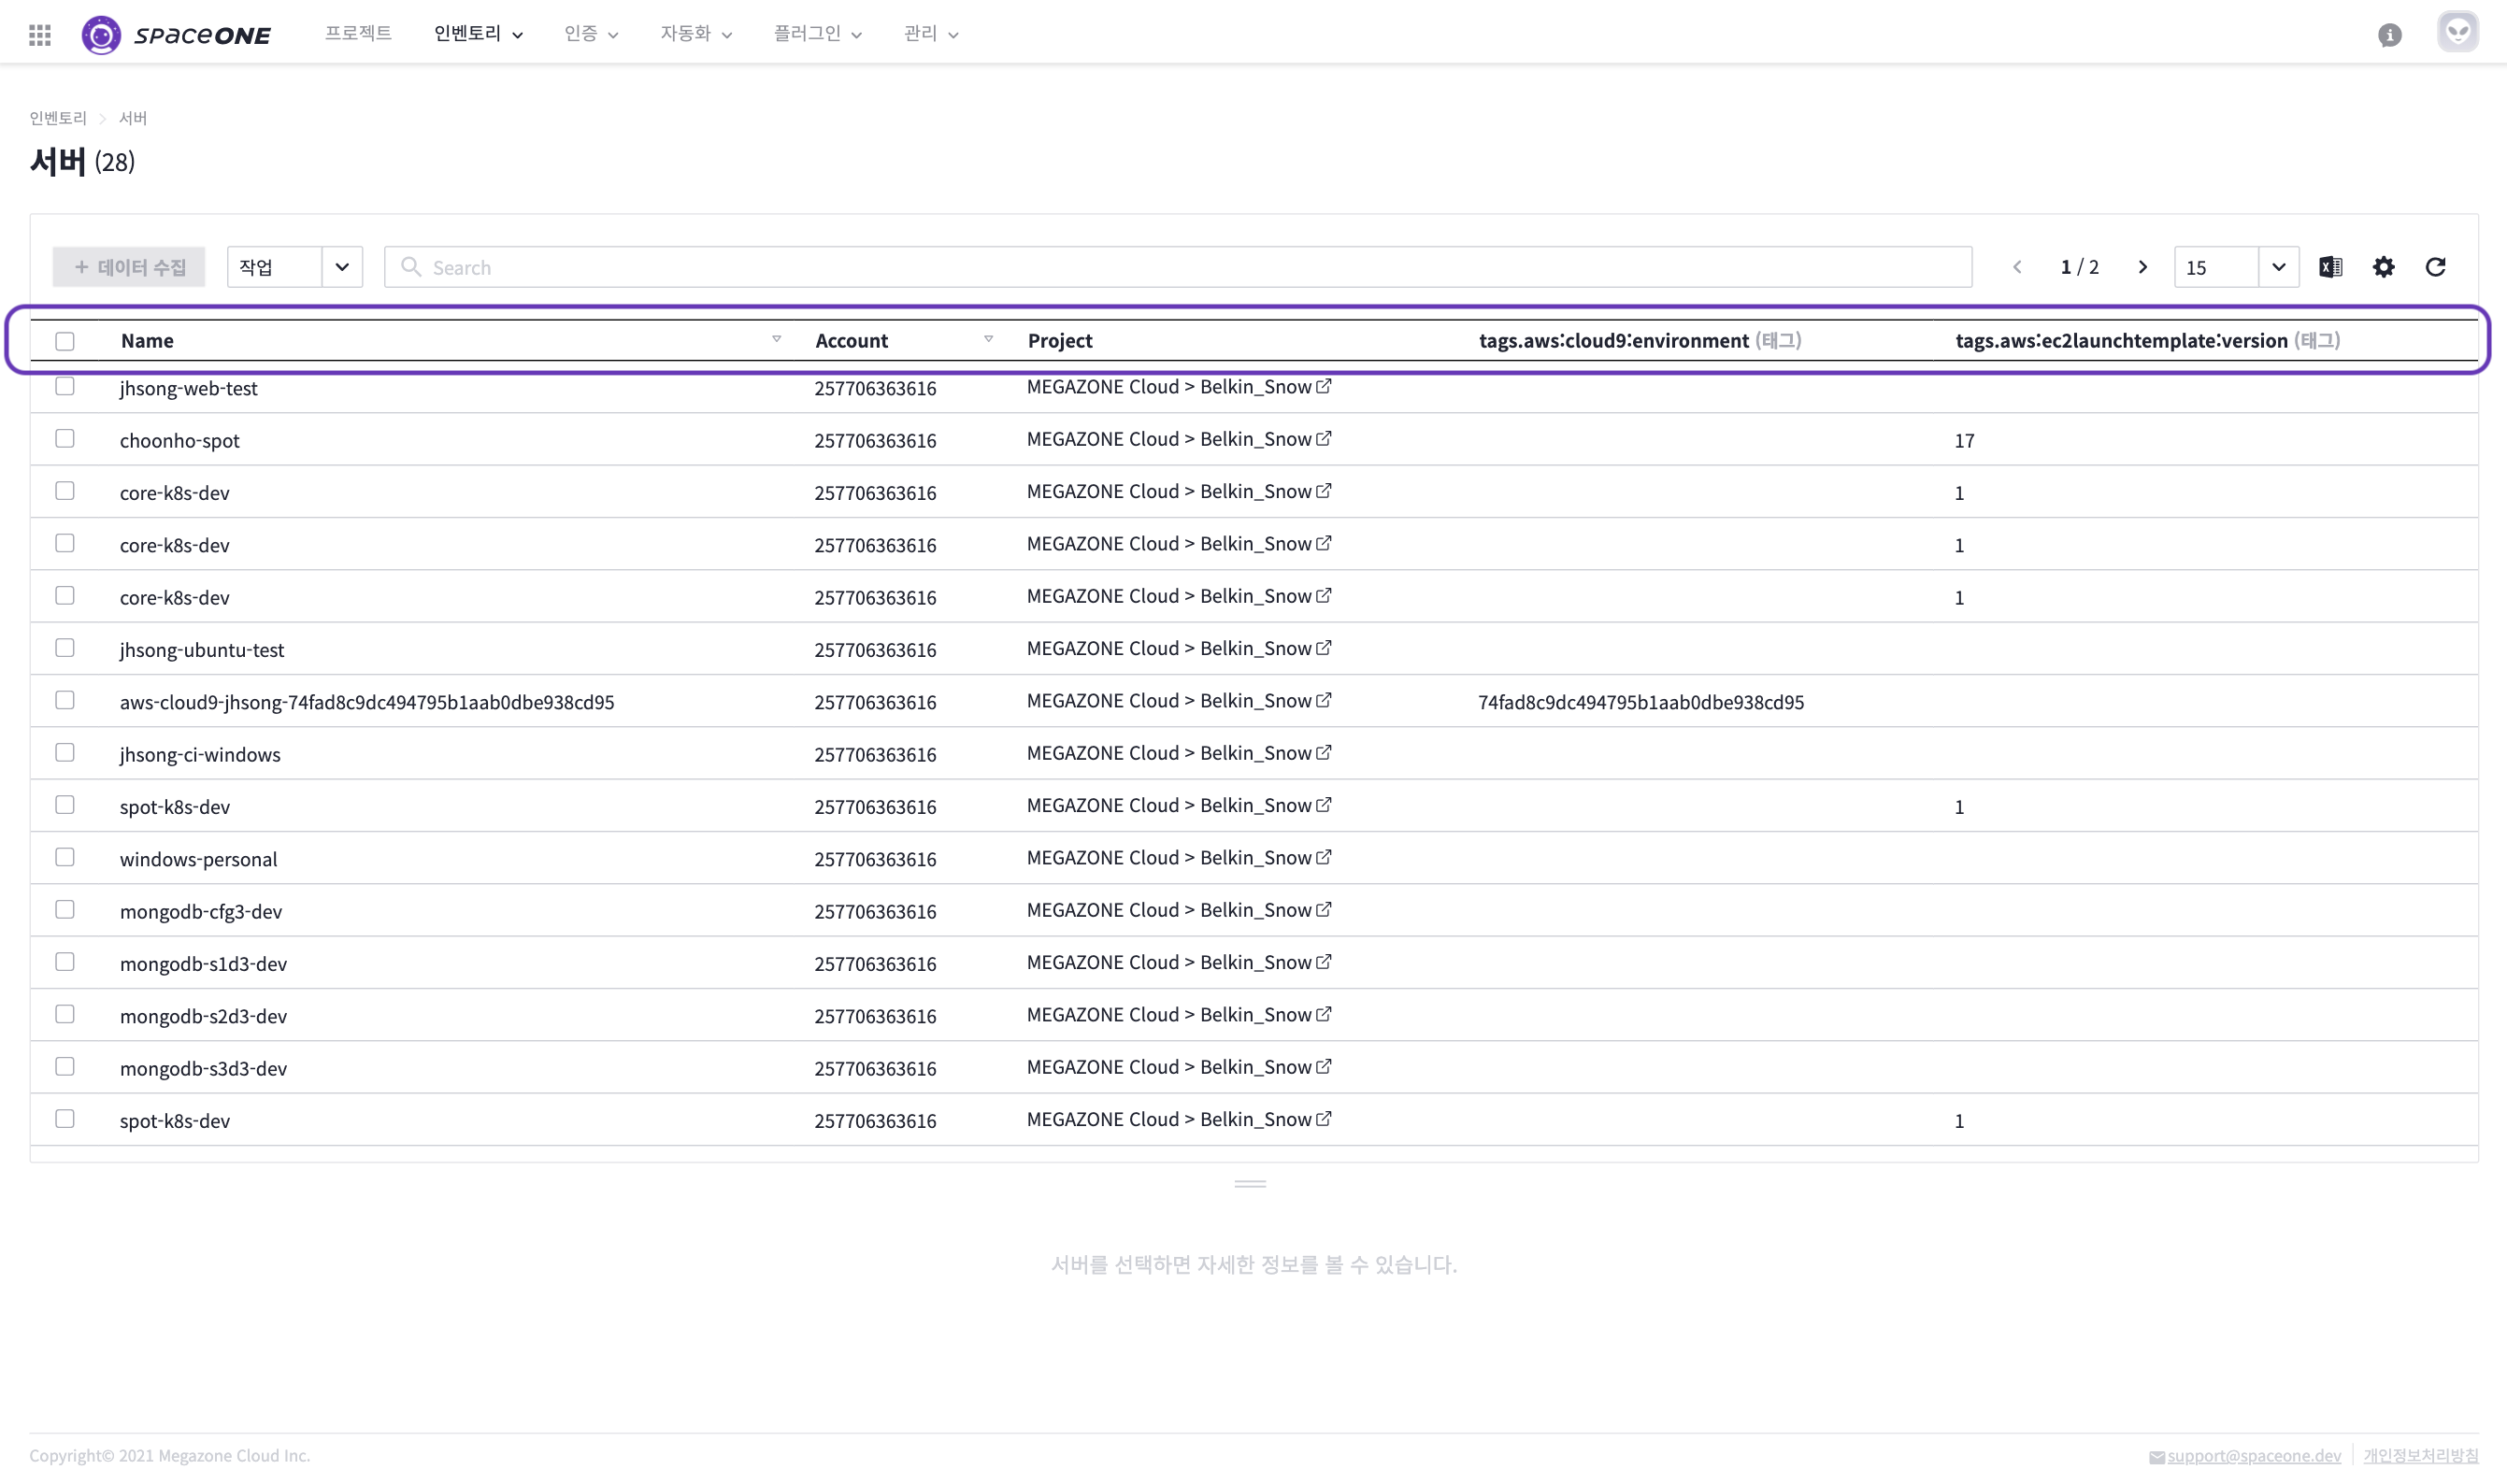 spaceONE 프로젝트 인벤토리 인증 자동화 플러그인 관리
인벤토리 > 서버
서버 (28)
+ 데이터 수집 작업 Search 1 / 2 15
Name Account Project tags.aws:cloud9:environment (태그) tags.aws:ec2launchtemplate:version (태그)
jhsong-web-test 257706363616 MEGAZONE Cloud > Belkin_Snow
choonho-spot 257706363616 MEGAZONE Cloud > Belkin_Snow 17
core-k8s-dev 257706363616 MEGAZONE Cloud > Belkin_Snow 1
core-k8s-dev 257706363616 MEGAZONE Cloud > Belkin_Snow 1
core-k8s-dev 257706363616 MEGAZONE Cloud > Belkin_Snow 1
jhsong-ubuntu-test 257706363616 MEGAZONE Cloud > Belkin_Snow
aws-cloud9-jhsong-74fad8c9dc494795b1aab0dbe938cd95 257706363616 MEGAZONE Cloud > Belkin_Snow 74fad8c9dc494795b1aab0dbe938cd95
jhsong-ci-windows 257706363616 MEGAZONE Cloud > Belkin_Snow
spot-k8s-dev 257706363616 MEGAZONE Cloud > Belkin_Snow 1
windows-personal 257706363616 MEGAZONE Cloud > Belkin_Snow
mongodb-cfg3-dev 257706363616 MEGAZONE Cloud > Belkin_Snow
mongodb-s1d3-dev 257706363616 MEGAZONE Cloud > Belkin_Snow
mongodb-s2d3-dev 257706363616 MEGAZONE Cloud > Belkin_Snow
mongodb-s3d3-dev 257706363616 MEGAZONE Cloud > Belkin_Snow
spot-k8s-dev 257706363616 MEGAZONE Cloud > Belkin_Snow 1
서버를 선택하면 자세한 정보를 볼 수 있습니다.
Copyright© 2021 Megazone Cloud Inc. support@spaceone.dev 개인정보처리방침